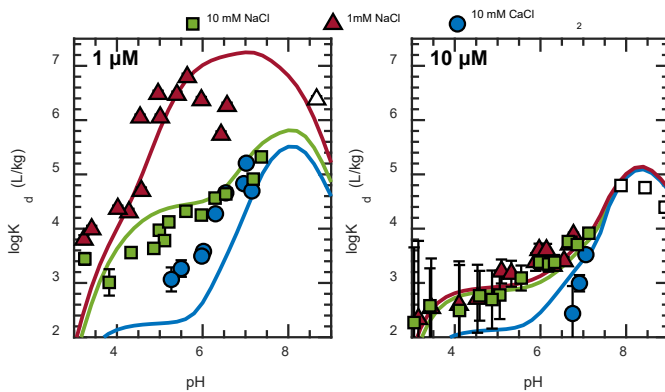 10 mM NaCl 1mM NaCl 10 mM CaCl
2
1 µM 10 µM
7 7
6 6
5 5
4 4
3 3
2 2
logK d (L/kg) logK d (L/kg)
4 6 8 4 6 8
pH pH